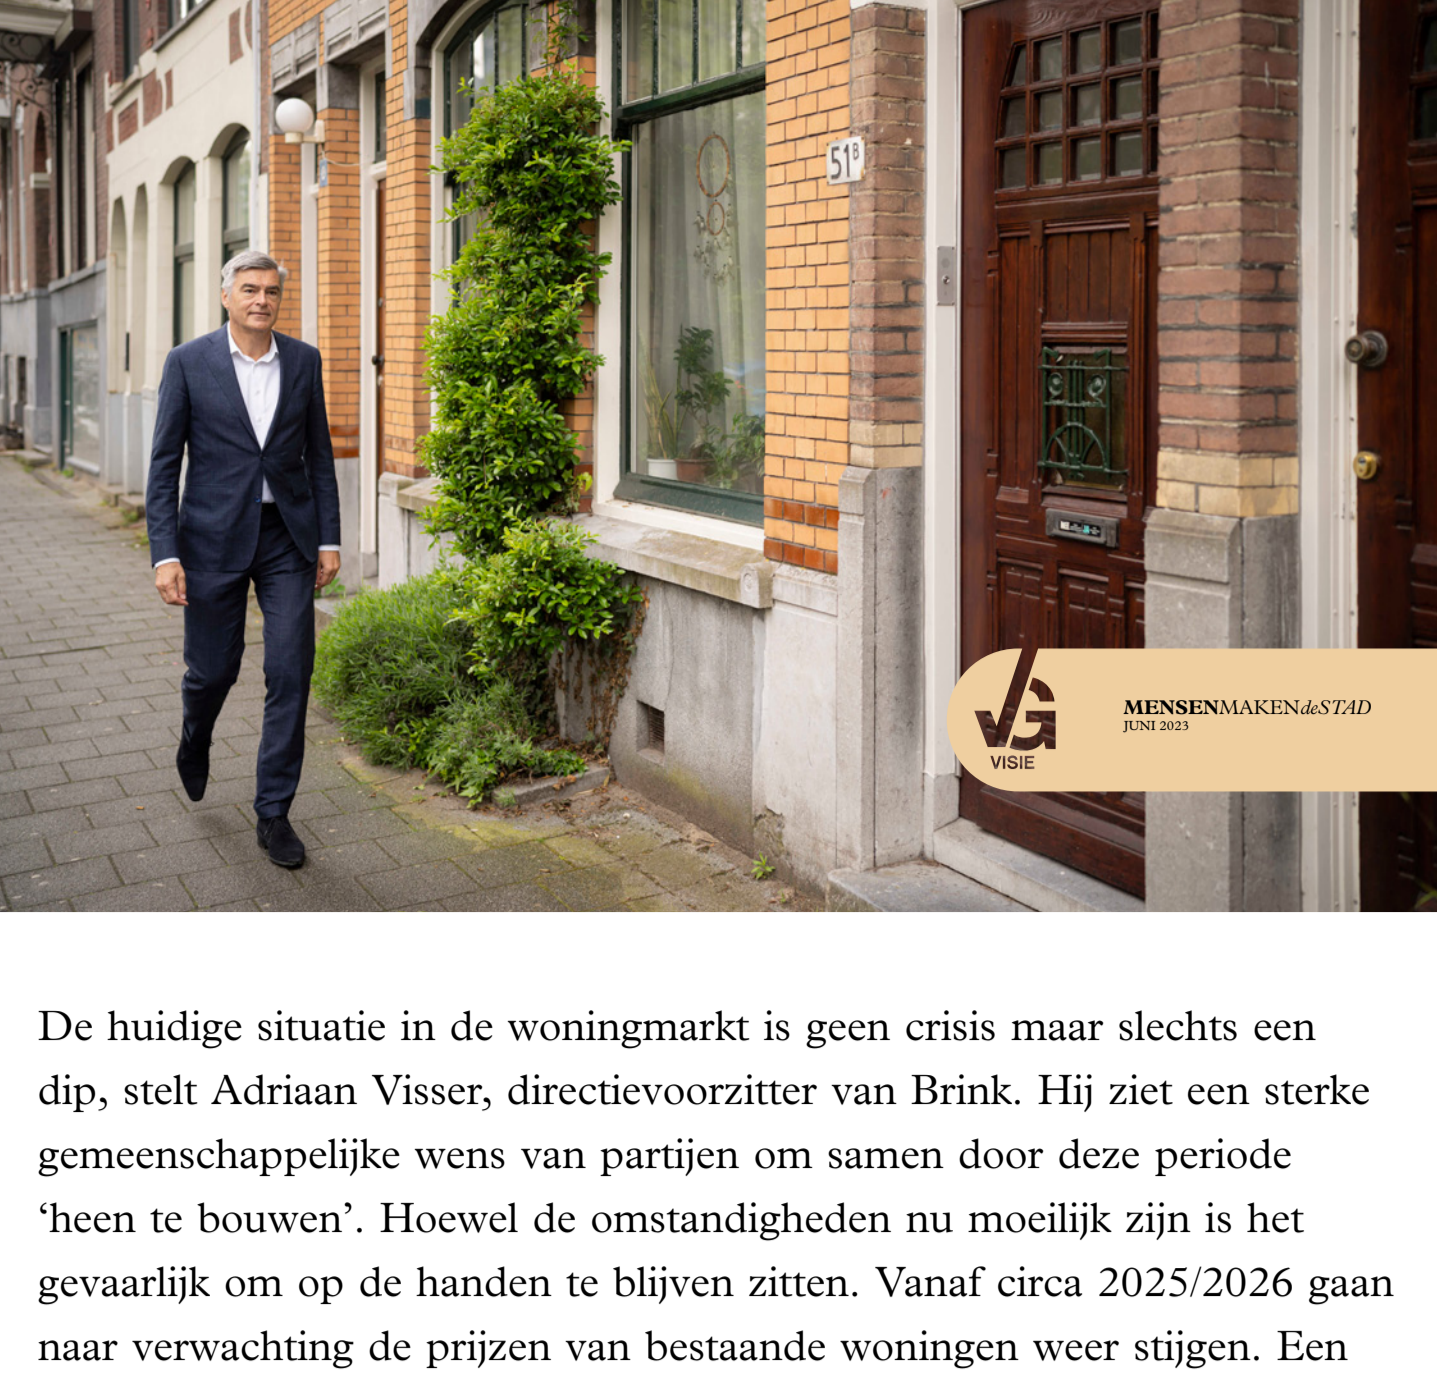 51B
VG
VISIE
MENSENMAKENdeSTAD
JUNI 2023
De huidige situatie in de woningmarkt is geen crisis maar slechts een
dip, stelt Adriaan Visser, directievoorzitter van Brink. Hij ziet een sterke
gemeenschappelijke wens van partijen om samen door deze periode
‘heen te bouwen’. Hoewel de omstandigheden nu moeilijk zijn is het
gevaarlijk om op de handen te blijven zitten. Vanaf circa 2025/2026 gaan
naar verwachting de prijzen van bestaande woningen weer stijgen. Een